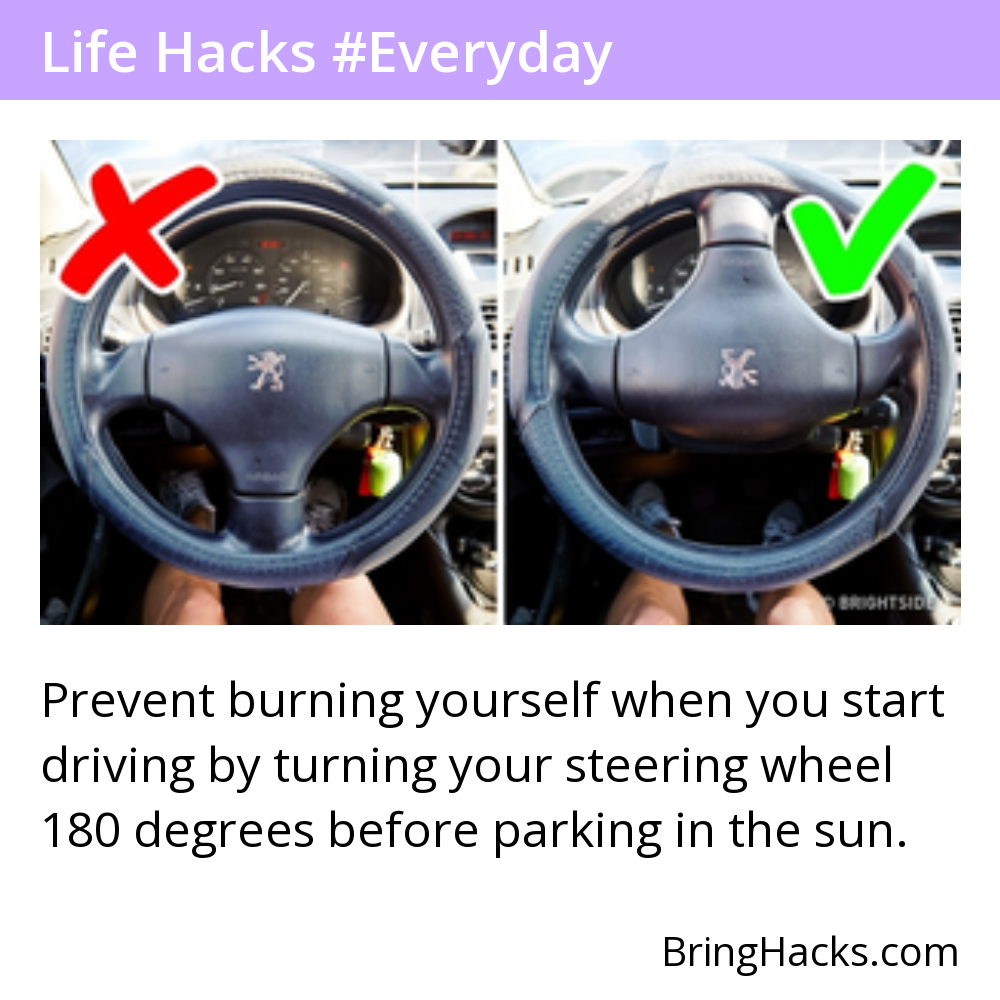 Life Hacks #Everyday
© BRIGHTSIDE
Prevent burning yourself when you start
driving by turning your steering wheel
180 degrees before parking in the sun.
BringHacks.com